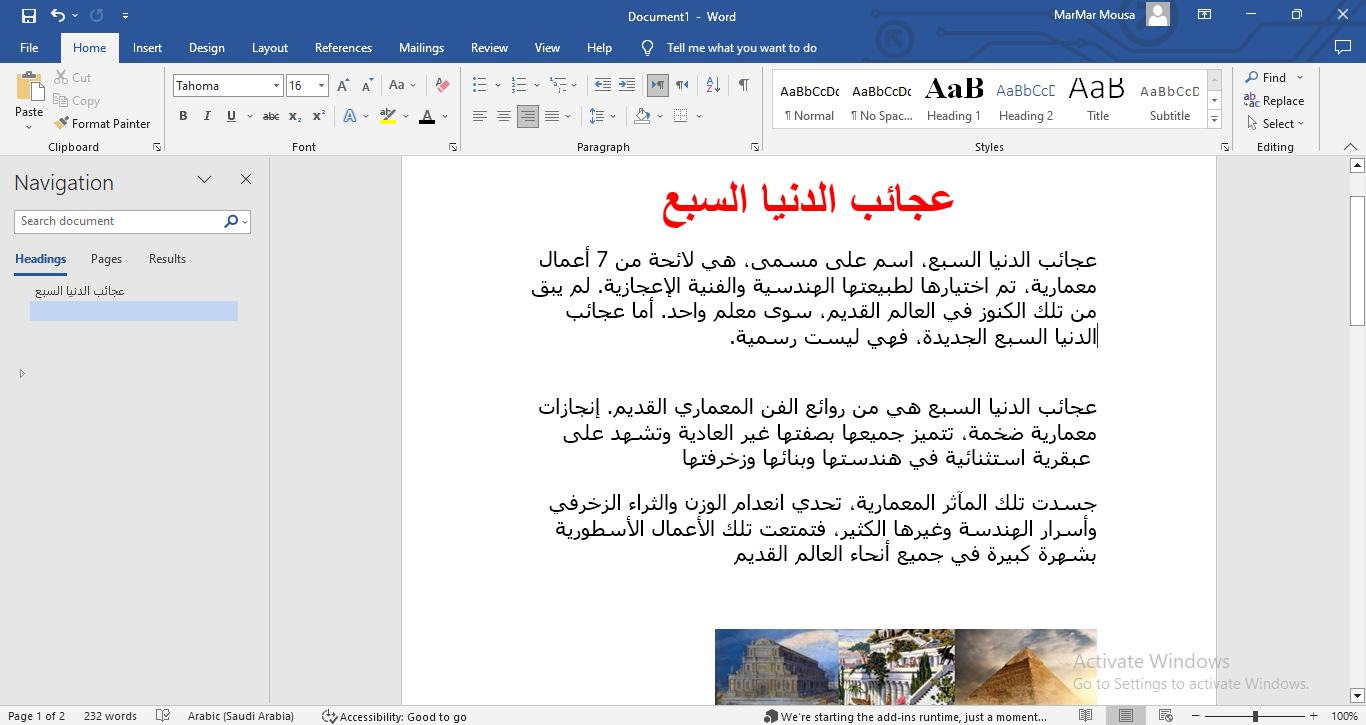 Document1 - Word
MarMar Mousa
File Home Insert Design Layout References Mailings Review View Help Tell me what you want to do
Paste
Cut
Copy
Format Painter
Clipboard
Tahoma 16
Aa
B I U abc x₂ x²
Font
Paragraph
AaBbCcDc AaBbCcDc AaB AaBbCcD AaB AaBbCcD
¶ Normal ¶ No Spac... Heading 1 Heading 2 Title Subtitle
Styles
Find
Replace
Select
Editing
Navigation
Search document
Headings Pages Results
عجائب الدنيا السبع
عجائب الدنيا السبع
عجائب الدنيا السبع، اسم على مسمى، هي لائحة من 7 أعمال
معمارية، تم اختيارها لطبيعتها الهندسية والفنية الإعجازية. لم يبق
من تلك الكنوز في العالم القديم، سوى معلم واحد. أما عجائب
الدنيا السبع الجديدة، فهي ليست رسمية.
عجائب الدنيا السبع هي من روائع الفن المعماري القديم. إنجازات
معمارية ضخمة، تتميز جميعها بصفتها غير العادية وتشهد على
عبقرية استثنائية في هندستها وبنائها وزخرفتها
جسدت تلك المآثر المعمارية، تحدي انعدام الوزن والثراء الزخرفي
وأسرار الهندسة وغيرها الكثير، فتمتعت تلك الأعمال الأسطورية
بشهرة كبيرة في جميع أنحاء العالم القديم
Activate Windows
Go to Settings to activate Windows.
Page 1 of 2 232 words Arabic (Saudi Arabia) Accessibility: Good to go We're starting the add-ins runtime, just a moment... 100%